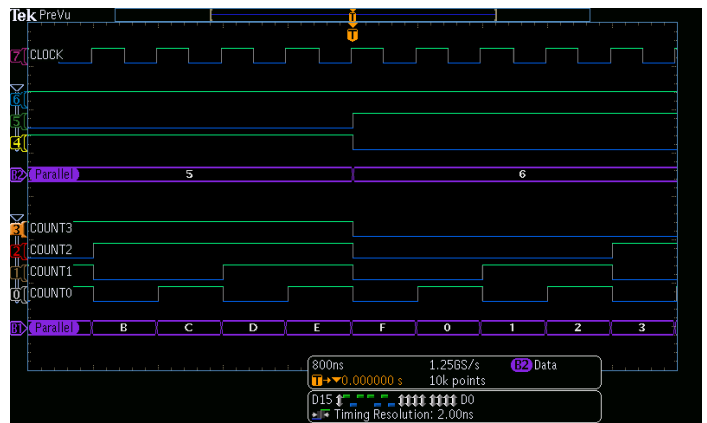 Tek PreVu
T
T
7 CLOCK
6
5
4
B2 Parallel 5 6
3 COUNT3
2 COUNT2
1 COUNT1
0 COUNT0
B1 Parallel B C D E F 0 1 2 3
800ns 1.25GS/s B2 Data
T→▼0.000000 s 10k points
D15 D0
Timing Resolution: 2.00ns